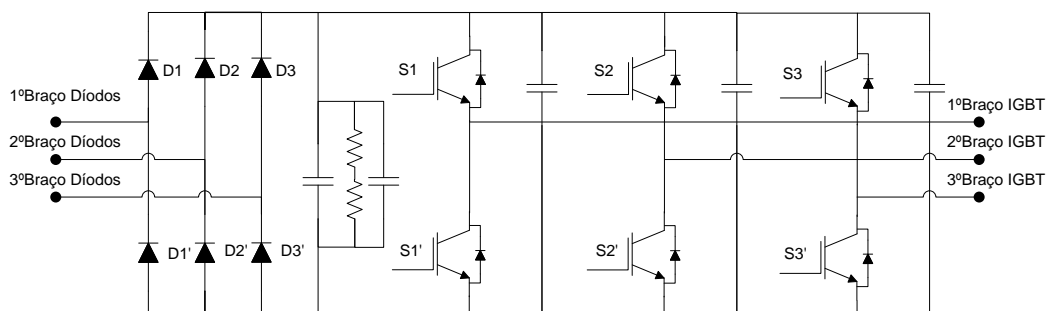 D1
D2
D3
S1
S2
S3
1ºBraço Díodos
2ºBraço Díodos
3ºBraço Díodos
1ºBraço IGBT
2ºBraço IGBT
3ºBraço IGBT
D1'
D2'
D3'
S1'
S2'
S3'